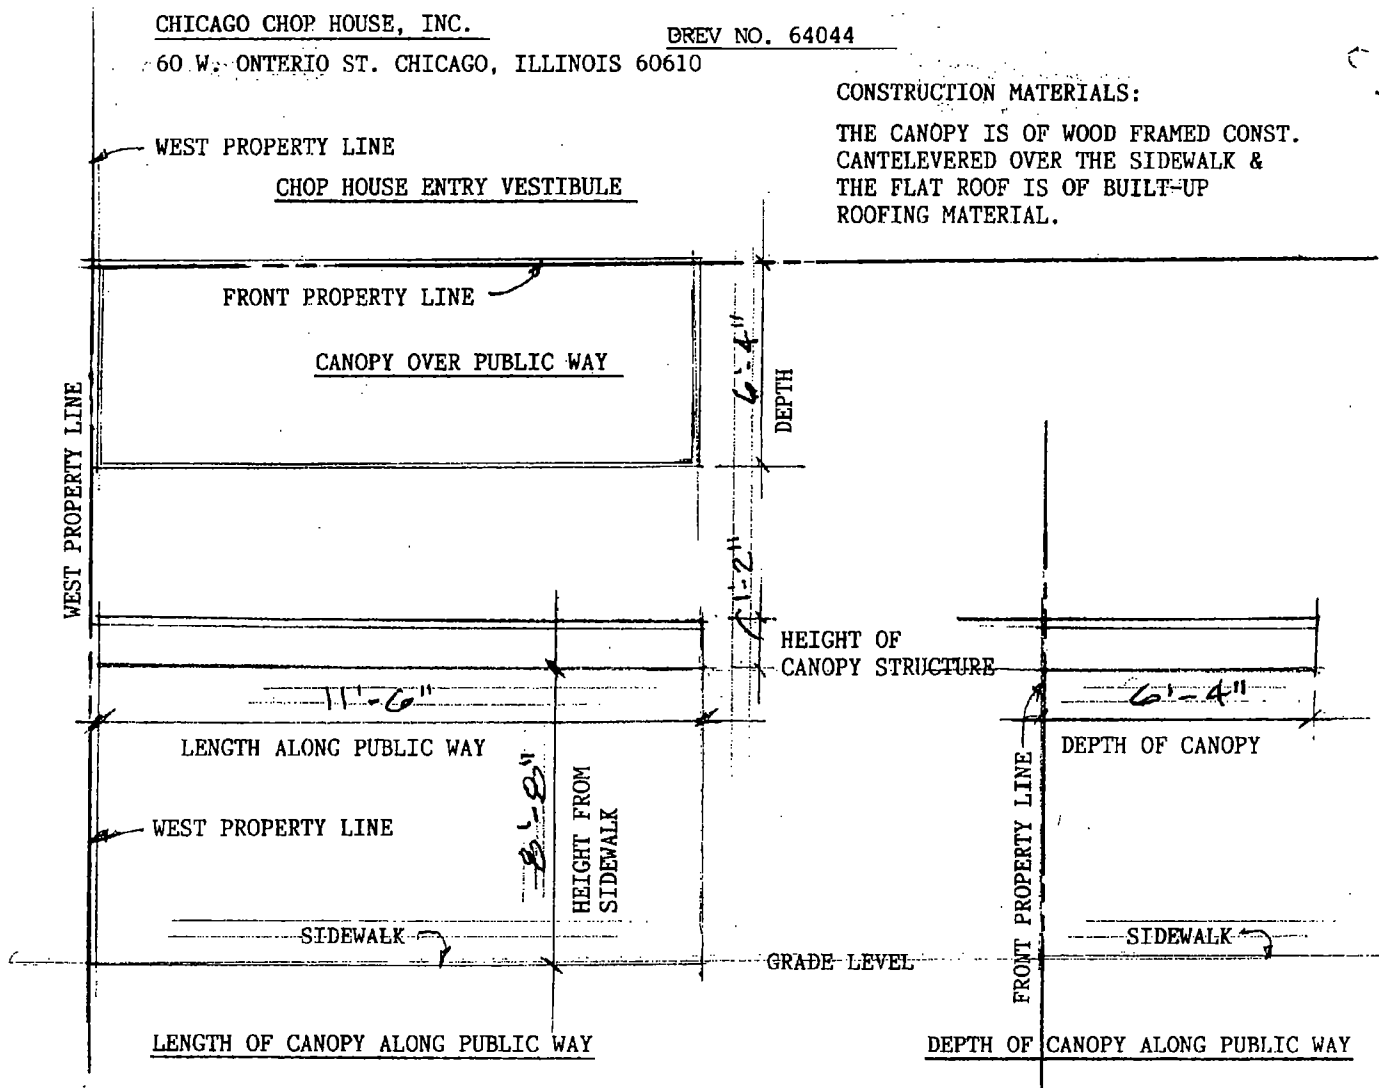 CHICAGO CHOP HOUSE, INC.
DREV NO. 64044
60 W. ONTERIO ST. CHICAGO, ILLINOIS 60610
CONSTRUCTION MATERIALS:
THE CANOPY IS OF WOOD FRAMED CONST.
CANTELEVERED OVER THE SIDEWALK &
THE FLAT ROOF IS OF BUILT-UP
ROOFING MATERIAL.
WEST PROPERTY LINE
CHOP HOUSE ENTRY VESTIBULE
FRONT PROPERTY LINE
CANOPY OVER PUBLIC WAY
6'-4"
DEPTH
WEST PROPERTY LINE
1'-2"
HEIGHT OF
CANOPY STRUCTURE
11'-6"
LENGTH ALONG PUBLIC WAY
6'-4"
DEPTH OF CANOPY
8'-8"
HEIGHT FROM
SIDEWALK
WEST PROPERTY LINE
FRONT PROPERTY LINE
SIDEWALK
GRADE LEVEL
SIDEWALK
LENGTH OF CANOPY ALONG PUBLIC WAY
DEPTH OF CANOPY ALONG PUBLIC WAY